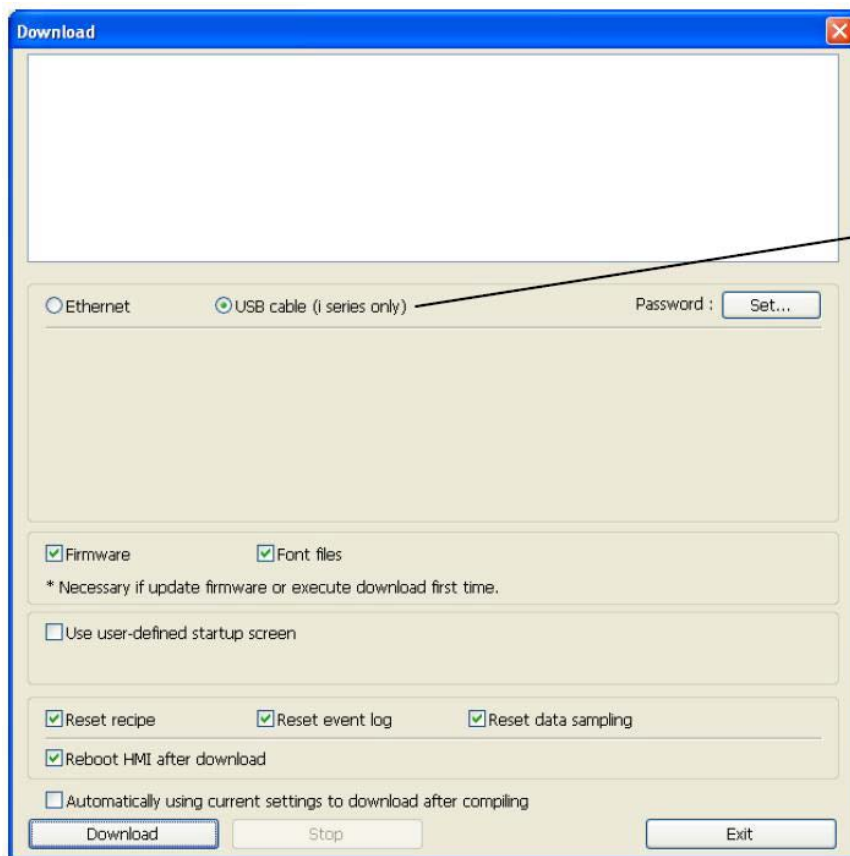 Download
Ethernet USB cable (i series only) Password : Set...
Firmware Font files
* Necessary if update firmware or execute download first time.
Use user-defined startup screen
Reset recipe Reset event log Reset data sampling
Reboot HMI after download
Automatically using current settings to download after compiling
Download Stop Exit